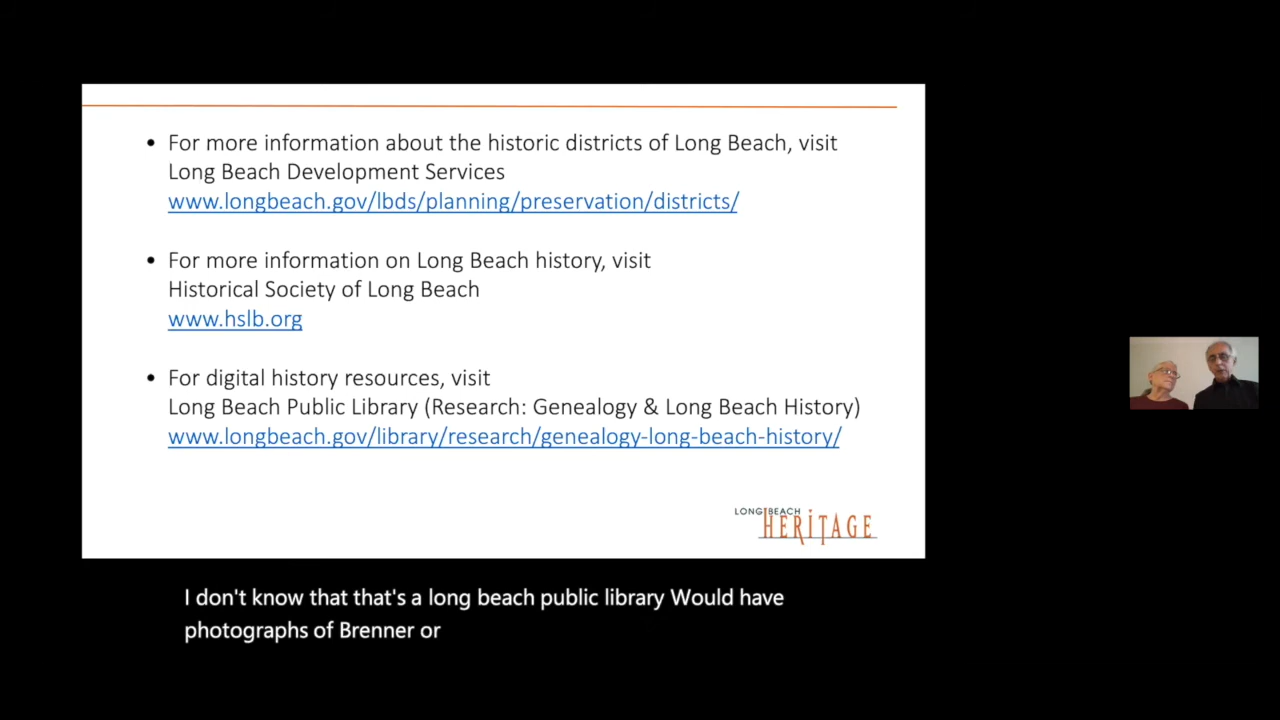 • For more information about the historic districts of Long Beach, visit
Long Beach Development Services
www.longbeach.gov/lbds/planning/preservation/districts/
• For more information on Long Beach history, visit
Historical Society of Long Beach
www.hslb.org
• For digital history resources, visit
Long Beach Public Library (Research: Genealogy & Long Beach History)
www.longbeach.gov/library/research/genealogy-long-beach-history/
LONG BEACH
HERITAGE
I don't know that that's a long beach public library Would have
photographs of Brenner or